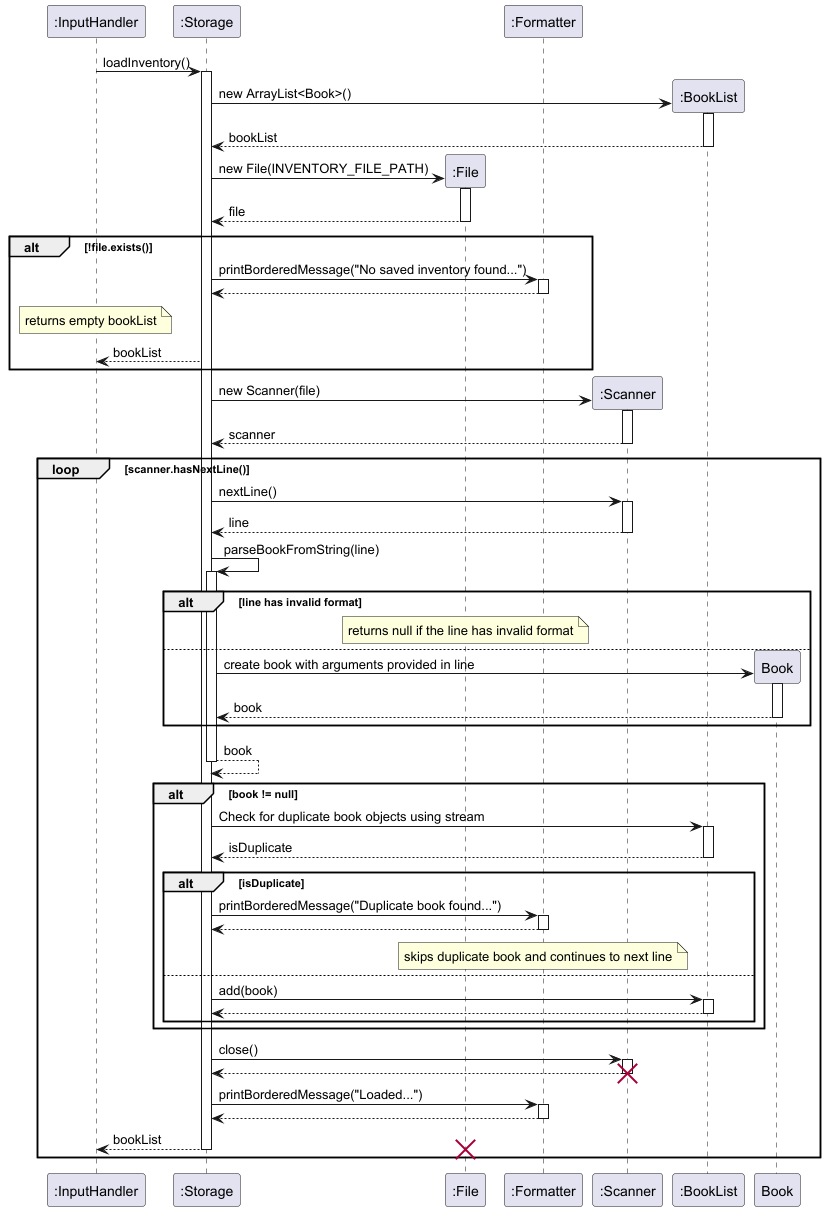 :InputHandler :Storage :Formatter
loadInventory()
new ArrayList<Book>()
:BookList
bookList
new File(INVENTORY_FILE_PATH)
:File
file
alt [!file.exists()]
printBorderedMessage("No saved inventory found...")
returns empty bookList
bookList
new Scanner(file)
:Scanner
scanner
loop [scanner.hasNextLine()]
nextLine()
line
parseBookFromString(line)
alt [line has invalid format]
returns null if the line has invalid format
create book with arguments provided in line
Book
book
book
alt [book != null]
Check for duplicate book objects using stream
isDuplicate
alt [isDuplicate]
printBorderedMessage("Duplicate book found...")
skips duplicate book and continues to next line
add(book)
close()
printBorderedMessage("Loaded...")
bookList
:InputHandler :Storage :File :Formatter :Scanner :BookList Book